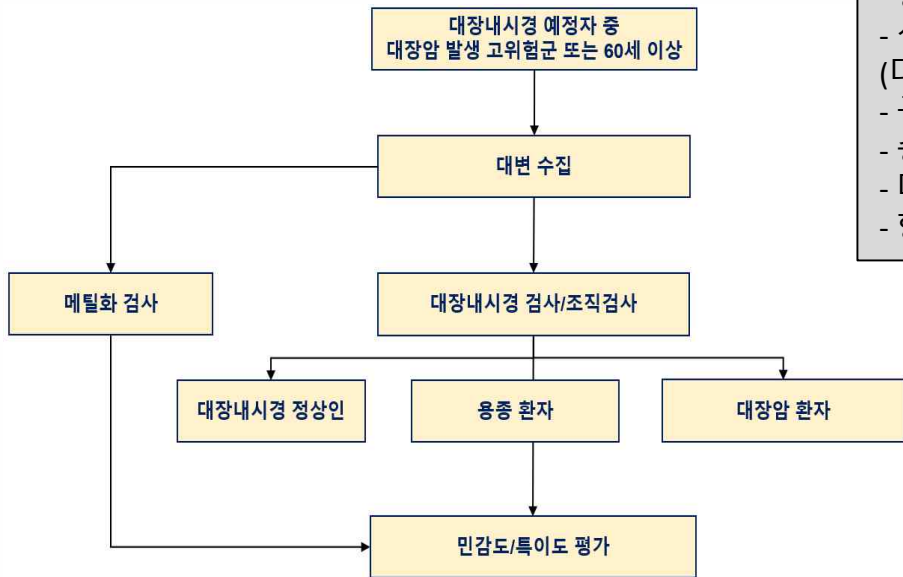 대장내시경 예정자 중
대장암 발생 고위험군 또는 60세 이상
대변 수집
메틸화 검사
대장내시경 검사/조직검사
대장내시경 정상인
용종 환자
대장암 환자
민감도/특이도 평가